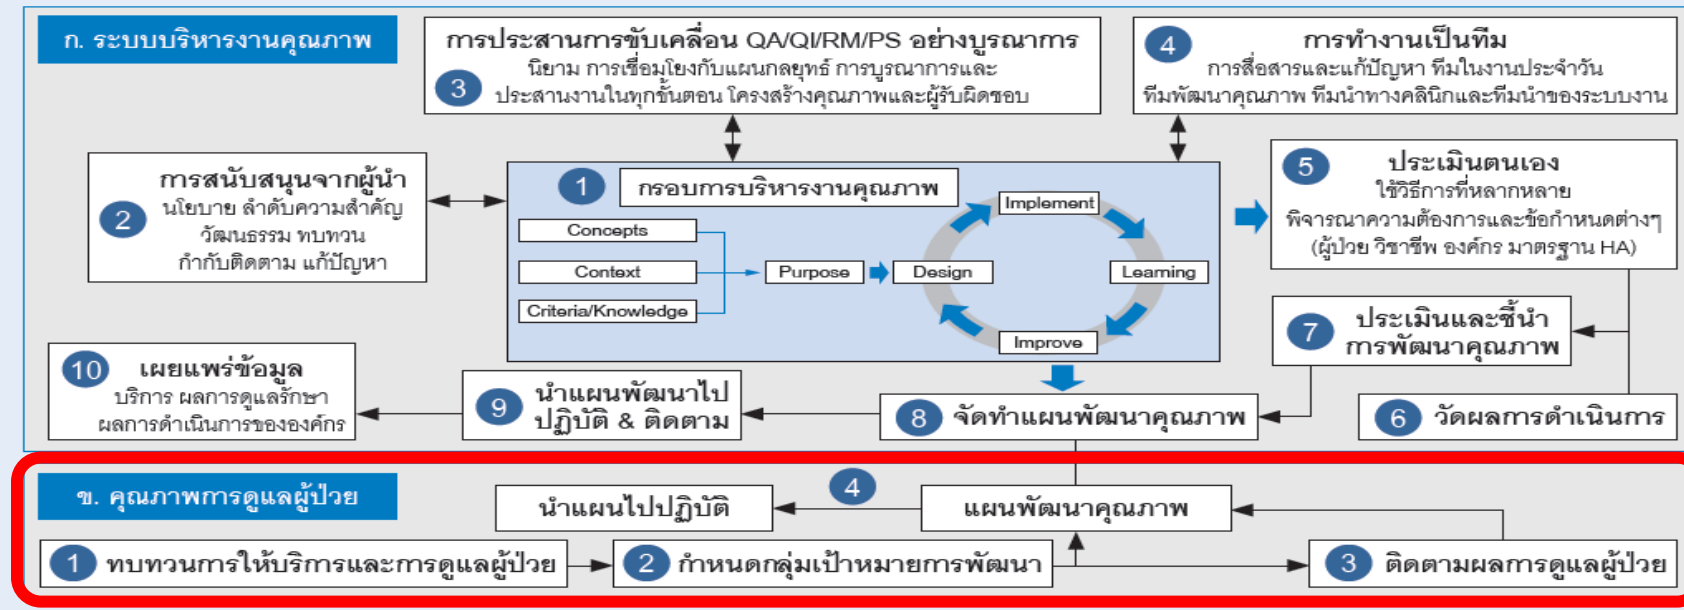 ก. ระบบบริหารงานคุณภาพ
3
การประสานการขับเคลื่อน QA/QI/RM/PS อย่างบูรณาการ
นิยาม การเชื่อมโยงกับแผนกลยุทธ์ การบูรณาการและ
ประสานงานในทุกขั้นตอน โครงสร้างคุณภาพและผู้รับผิดชอบ
4
การทำงานเป็นทีม
การสื่อสารและแก้ปัญหา ทีมในงานประจำวัน
ทีมพัฒนาคุณภาพ ทีมนำทางคลินิกและทีมนำของระบบงาน
2
การสนับสนุนจากผู้นำ
นโยบาย ลำดับความสำคัญ
วัฒนธรรม ทบทวน
กำกับติดตาม แก้ปัญหา
1
กรอบการบริหารงานคุณภาพ
Concepts
Context
Criteria/Knowledge
Purpose
Design
Implement
Learning
Improve
5
ประเมินตนเอง
ใช้วิธีการที่หลากหลาย
พิจารณาความต้องการและข้อกำหนดต่างๆ
(ผู้ป่วย วิชาชีพ องค์กร มาตรฐาน HA)
7
ประเมินและชี้นำ
การพัฒนาคุณภาพ
10
เผยแพร่ข้อมูล
บริการ ผลการดูแลรักษา
ผลการดำเนินการขององค์กร
9
นำแผนพัฒนาไป
ปฏิบัติ & ติดตาม
8
จัดทำแผนพัฒนาคุณภาพ
6
วัดผลการดำเนินการ
ข. คุณภาพการดูแลผู้ป่วย
นำแผนไปปฏิบัติ
4
แผนพัฒนาคุณภาพ
1
ทบทวนการให้บริการและการดูแลผู้ป่วย
2
กำหนดกลุ่มเป้าหมายการพัฒนา
3
ติดตามผลการดูแลผู้ป่วย